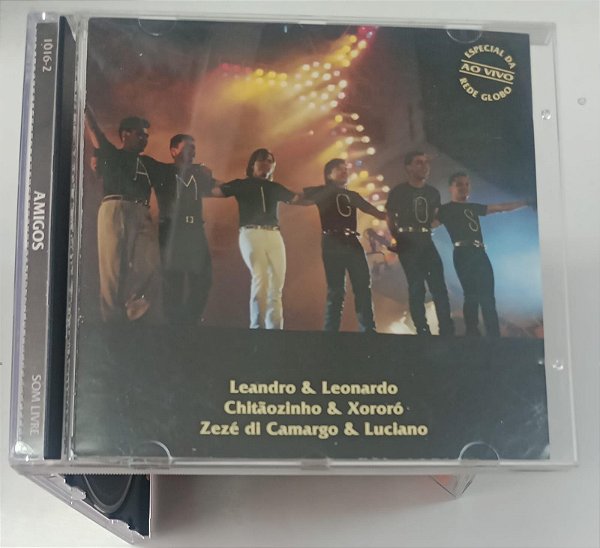 1016-2
AMIGOS
SOM LIVRE
ESPECIAL DA
AO VIVO
REDE GLOBO
A M I G O S
Leandro & Leonardo
Chitãozinho & Xororó
Zezé di Camargo & Luciano